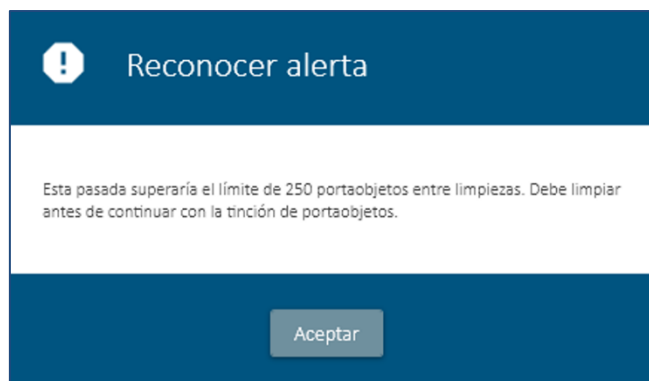 Reconocer alerta
Esta pasada superaría el límite de 250 portaobjetos entre limpiezas. Debe limpiar
antes de continuar con la tinción de portaobjetos.
Aceptar